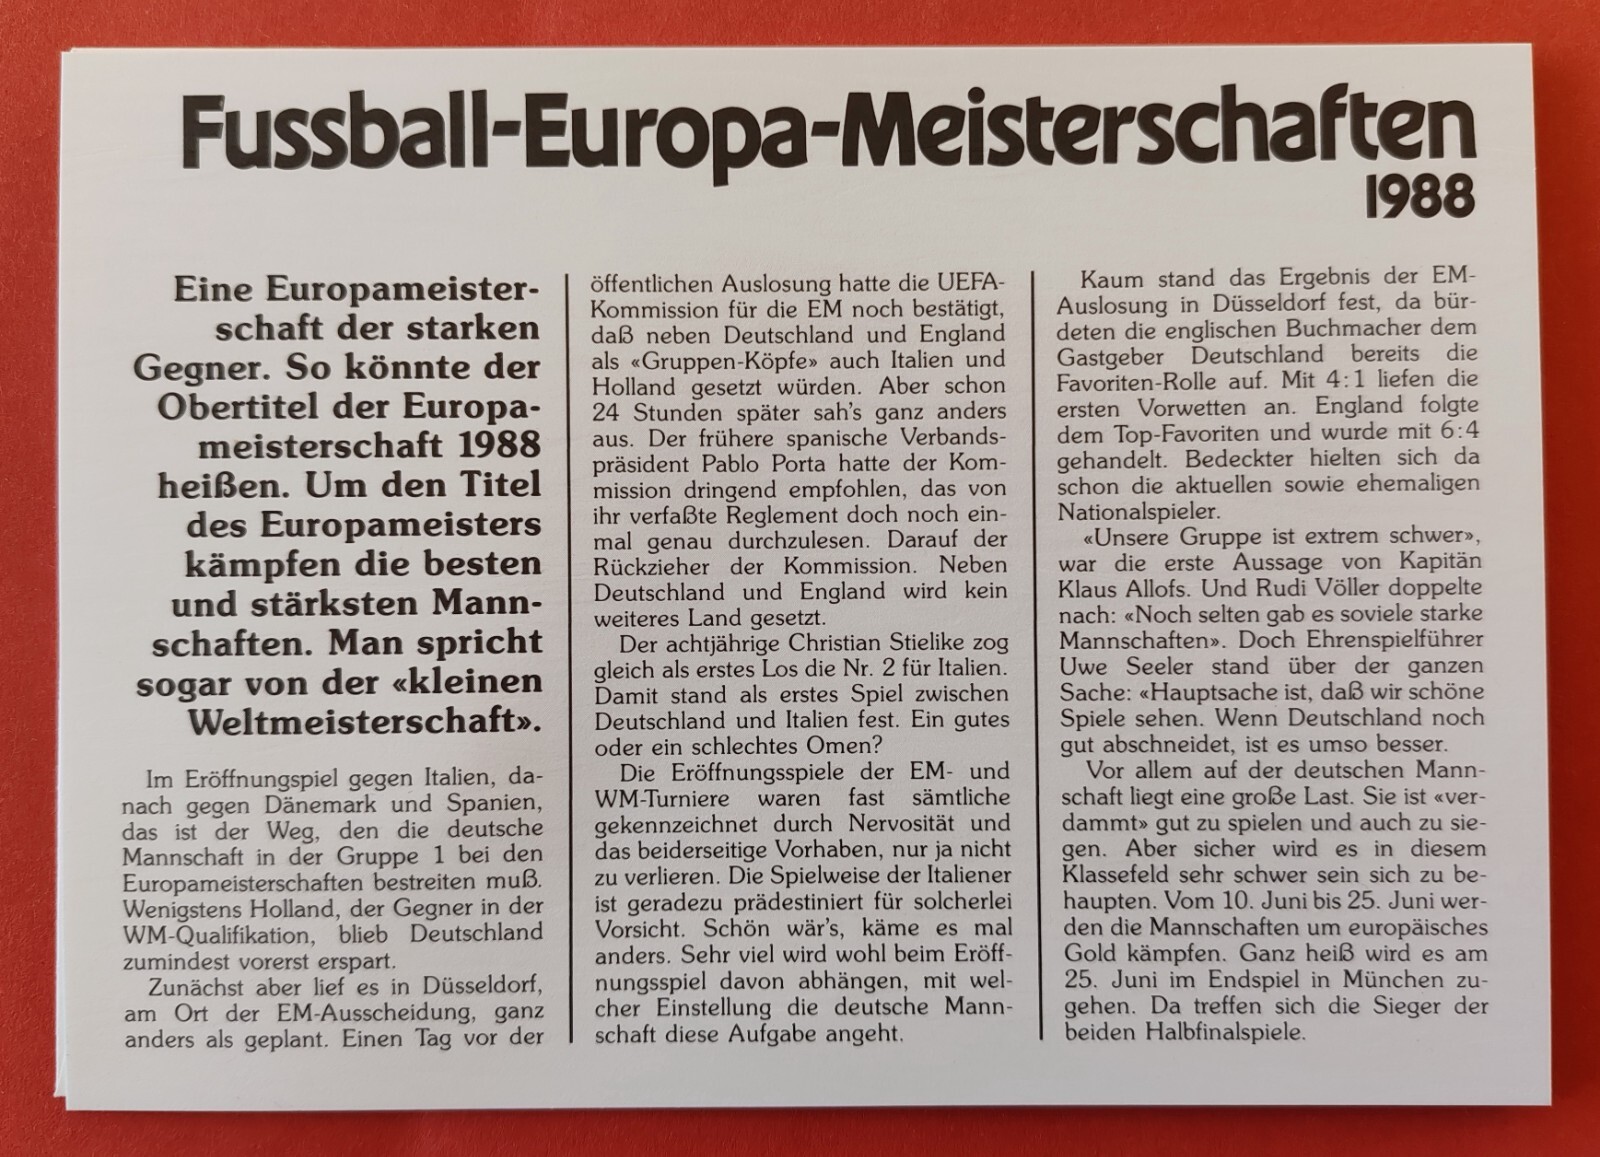 Fussball-Europa-Meisterschaften
1988
Eine Europameister-
schaft der starken
Gegner. So könnte der
Obertitel der Europa-
meisterschaft 1988
heißen. Um den Titel
des Europameisters
kämpfen die besten
und stärksten Mann-
schaften. Man spricht
sogar von der «kleinen
Weltmeisterschaft».
Im Eröffnungspiel gegen Italien, da-
nach gegen Dänemark und Spanien,
das ist der Weg, den die deutsche
Mannschaft in der Gruppe 1 bei den
Europameisterschaften bestreiten muß.
Wenigstens Holland, der Gegner in der
WM-Qualifikation, blieb Deutschland
zumindest vorerst erspart.
Zunächst aber lief es in Düsseldorf,
am Ort der EM-Ausscheidung, ganz
anders als geplant. Einen Tag vor der
öffentlichen Auslosung hatte die UEFA-
Kommission für die EM noch bestätigt,
daß neben Deutschland und England
als «Gruppen-Köpfe» auch Italien und
Holland gesetzt würden. Aber schon
24 Stunden später sah's ganz anders
aus. Der frühere spanische Verbands-
präsident Pablo Porta hatte der Kom-
mission dringend empfohlen, das von
ihr verfaßte Reglement doch noch ein-
mal genau durchzulesen. Darauf der
Rückzieher der Kommission. Neben
Deutschland und England wird kein
weiteres Land gesetzt.
Der achtjährige Christian Stielike zog
gleich als erstes Los die Nr. 2 für Italien.
Damit stand als erstes Spiel zwischen
Deutschland und Italien fest. Ein gutes
oder ein schlechtes Omen?
Die Eröffnungsspiele der EM- und
WM-Turniere waren fast sämtliche
gekennzeichnet durch Nervosität und
das beiderseitige Vorhaben, nur ja nicht
zu verlieren. Die Spielweise der Italiener
ist geradezu prädestiniert für solcherlei
Vorsicht. Schön wär's, käme es mal
anders. Sehr viel wird wohl beim Eröff-
nungsspiel davon abhängen, mit wel-
cher Einstellung die deutsche Mann-
schaft diese Aufgabe angeht.
Kaum stand das Ergebnis der EM-
Auslosung in Düsseldorf fest, da bür-
deten die englischen Buchmacher dem
Gastgeber Deutschland bereits die
Favoriten-Rolle auf. Mit 4:1 liefen die
ersten Vorwetten an. England folgte
dem Top-Favoriten und wurde mit 6:4
gehandelt. Bedeckter hielten sich da
schon die aktuellen sowie ehemaligen
Nationalspieler.
«Unsere Gruppe ist extrem schwer»,
war die erste Aussage von Kapitän
Klaus Allofs. Und Rudi Völler doppelte
nach: «Noch selten gab es soviele starke
Mannschaften». Doch Ehrenspielführer
Uwe Seeler stand über der ganzen
Sache: «Hauptsache ist, daß wir schöne
Spiele sehen. Wenn Deutschland noch
gut abschneidet, ist es umso besser.
Vor allem auf der deutschen Mann-
schaft liegt eine große Last. Sie ist «ver-
dammt» gut zu spielen und auch zu sie-
gen. Aber sicher wird es in diesem
Klassefeld sehr schwer sein sich zu be-
haupten. Vom 10. Juni bis 25. Juni wer-
den die Mannschaften um europäisches
Gold kämpfen. Ganz heiß wird es am
25. Juni im Endspiel in München zu-
gehen. Da treffen sich die Sieger der
beiden Halbfinalspiele.